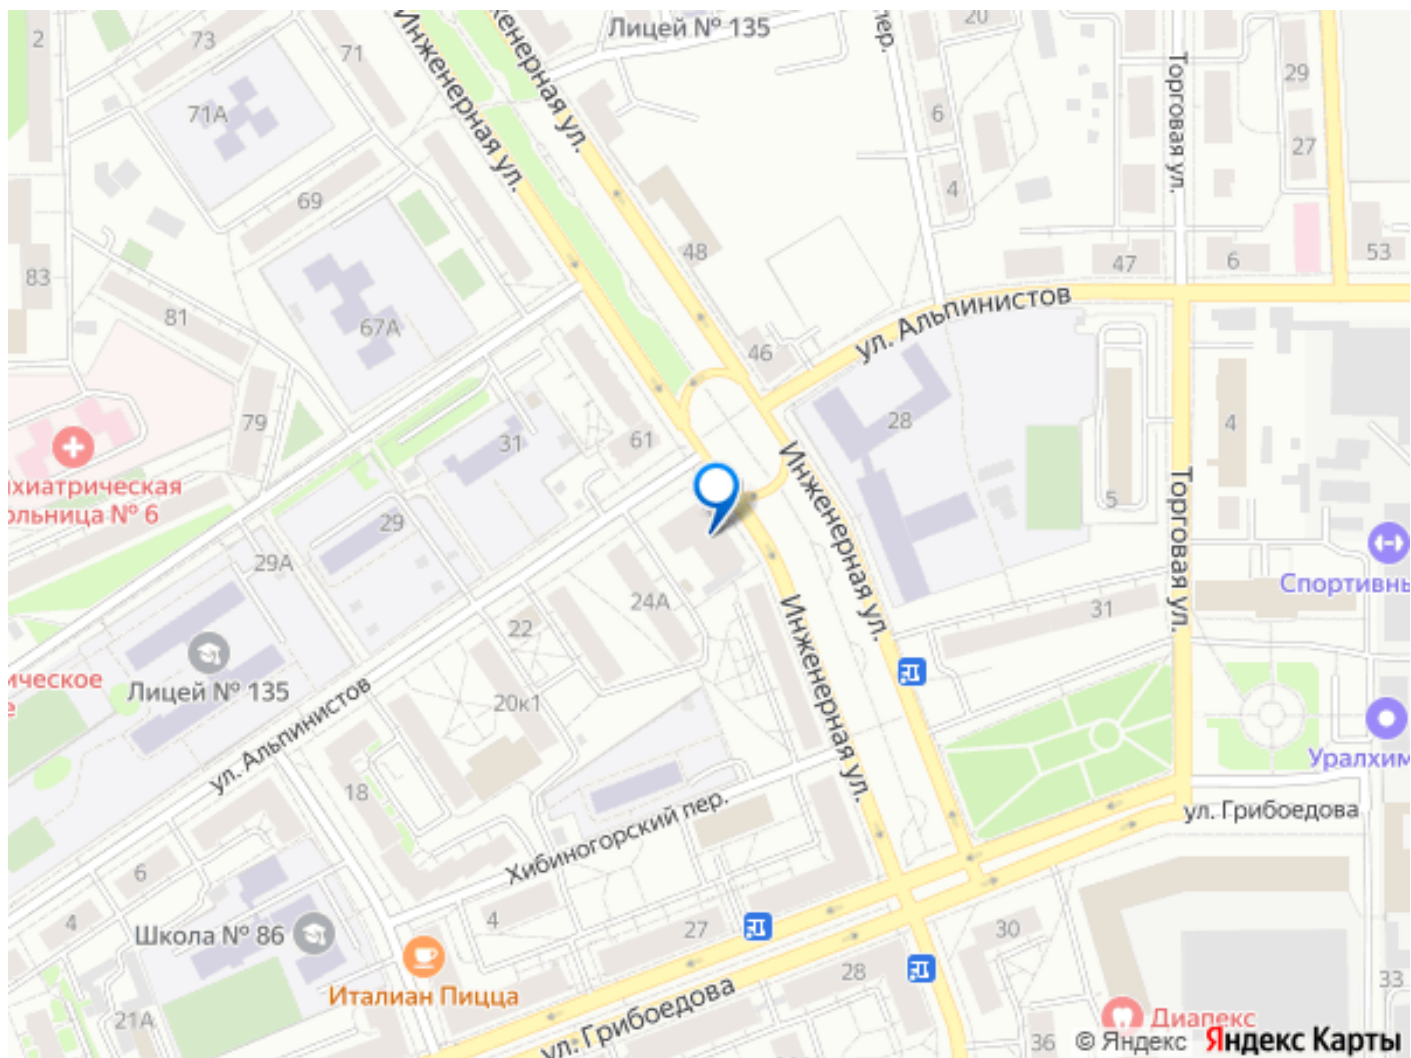 2
73
71
Инженерная ул.
женерная ул.
Лицей № 135
пер.
20
Торговая ул.
29
71А
6
27
4
69
48
47
6
53
83
81
67А
46
ул. Альпинистов
79
31
61
28
4
хиатрическая
ольница № 6
29
Инженерная ул.
5
Торговая ул.
29А
24А
22
31
Спортивны
ическое
е
Лицей № 135
20к1
Инженерная ул.
ул. Альпинистов
Уралхим
18
Хибиногорский пер.
ул. Грибоедова
6
4
4
Школа № 86
27
30
Италиан Пицца
28
33
21А
ул. Грибоедова
36
Диапекс
© Яндекс Яндекс Карты